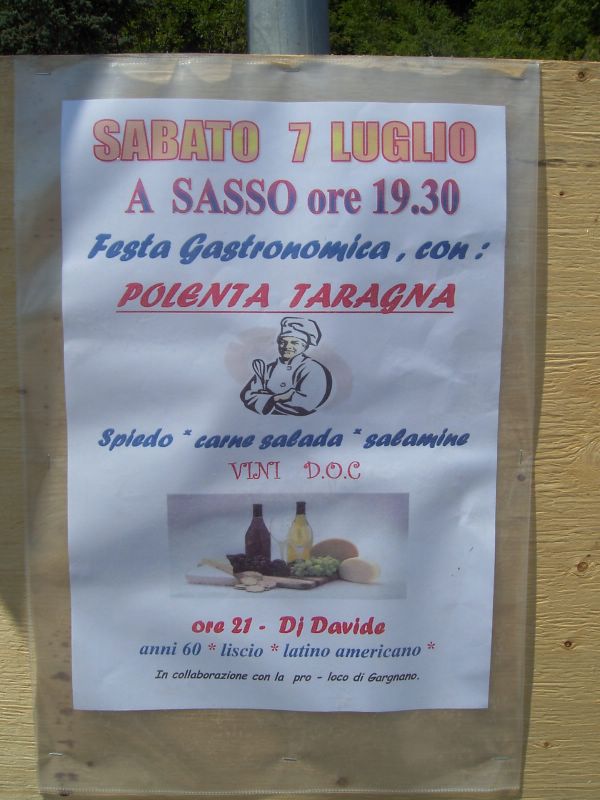 SABATO 7 LUGLIO
A SASSO ore 19.30
Festa Gastronomica , con :
POLENTA TARAGNA
Spiedo * carne salada * salamine
VINI D.O.C
ore 21 - Dj Davide
anni 60 * liscio * latino americano *
In collaborazione con la pro - loco di Gargnano.